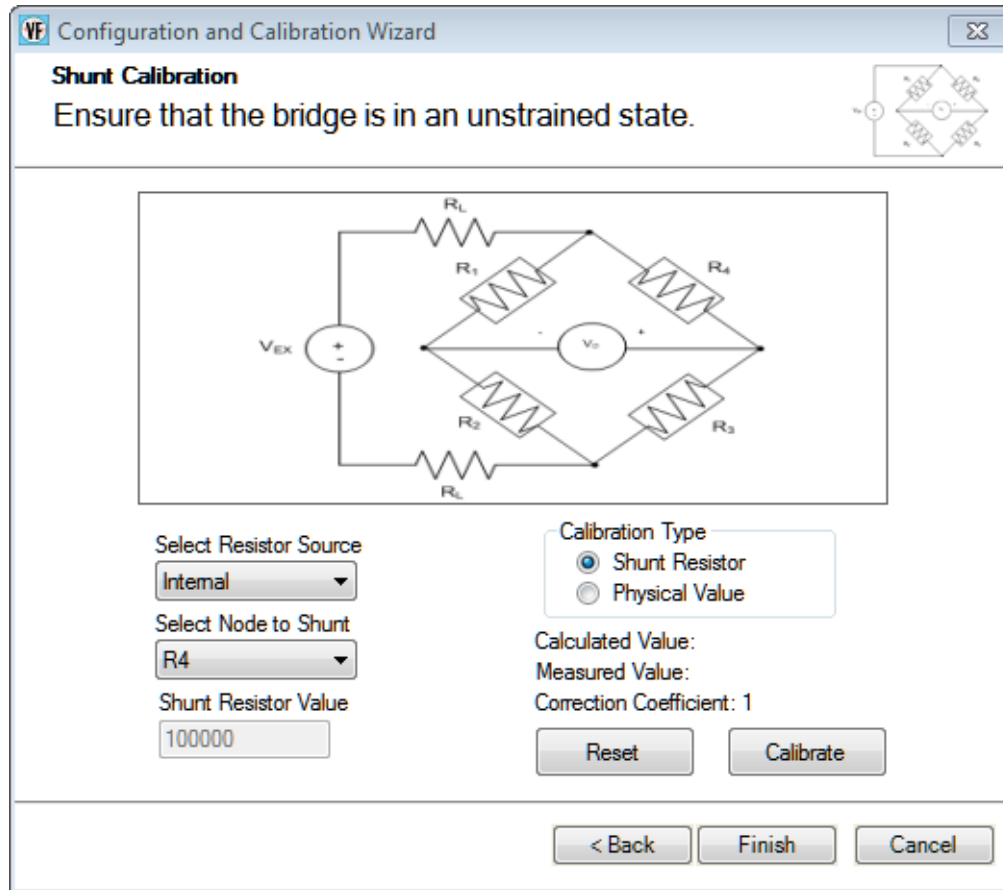 VF Configuration and Calibration Wizard
Shunt Calibration
Ensure that the bridge is in an unstrained state.
RL
R1
R4
VEX
+
-
-
+
R2
R3
RL
Select Resistor Source
Internal
Select Node to Shunt
R4
Shunt Resistor Value
100000
Calibration Type
Shunt Resistor
Physical Value
Calculated Value:
Measured Value:
Correction Coefficient: 1
Reset
Calibrate
< Back
Finish
Cancel